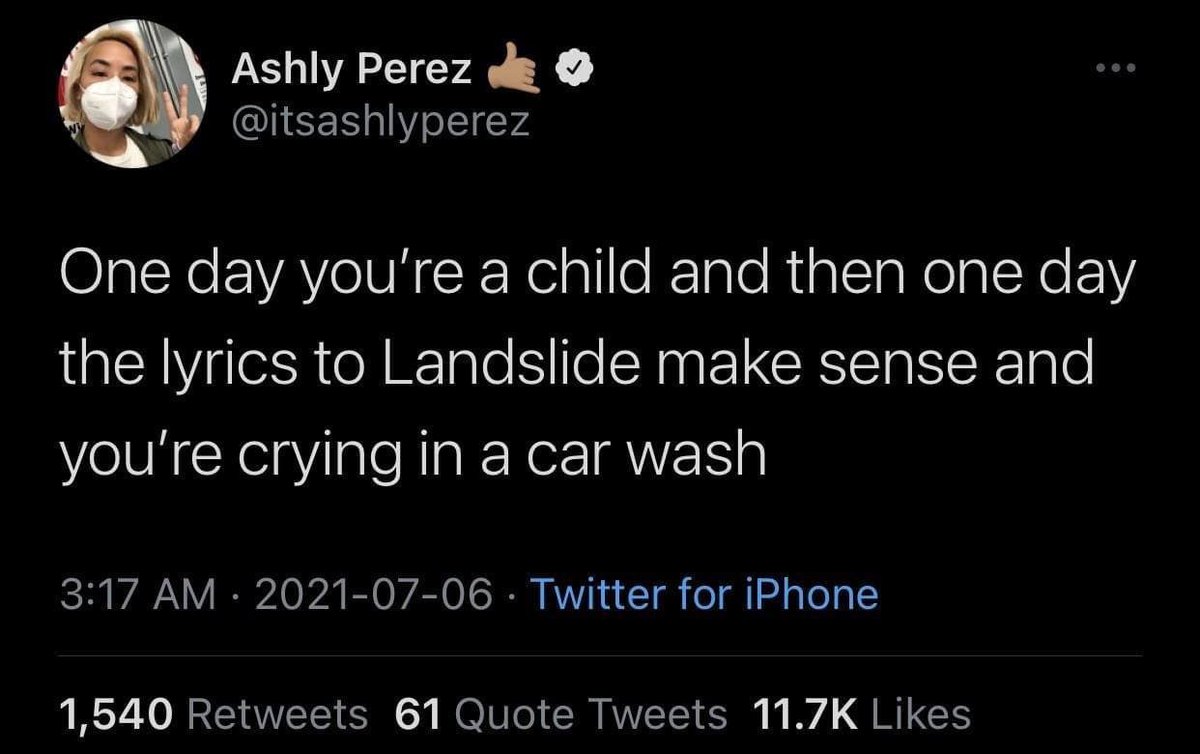 Ashly Perez 🤙🏽
@itsashlyperez
One day you’re a child and then one day
the lyrics to Landslide make sense and
you’re crying in a car wash
3:17 AM · 2021-07-06 · Twitter for iPhone
1,540 Retweets 61 Quote Tweets 11.7K Likes